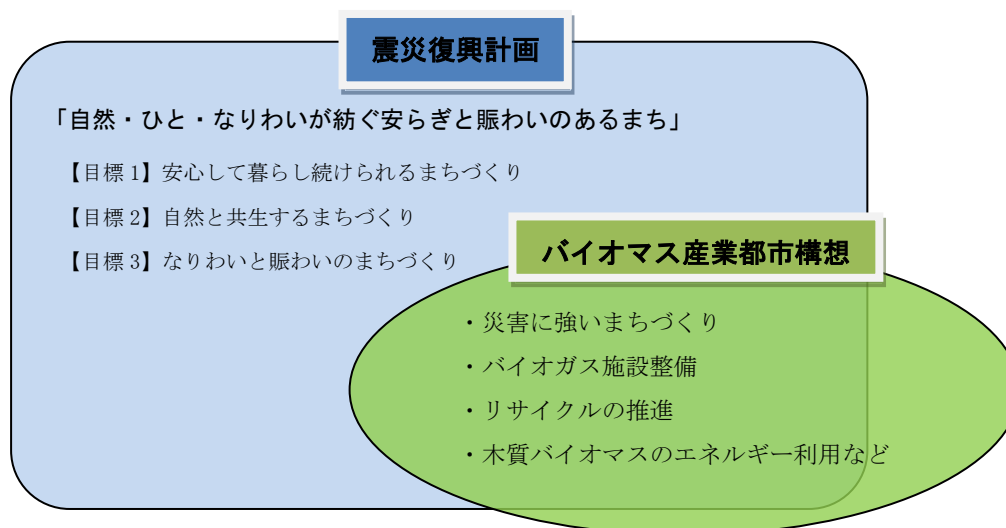 震災復興計画
「自然・ひと・なりわいが紡ぐ安らぎと賑わいのあるまち」
【目標 1】安心して暮らし続けられるまちづくり
【目標 2】自然と共生するまちづくり
【目標 3】なりわいと賑わいのまちづくり
バイオマス産業都市構想
・災害に強いまちづくり
・バイオガス施設整備
・リサイクルの推進
・木質バイオマスのエネルギー利用など